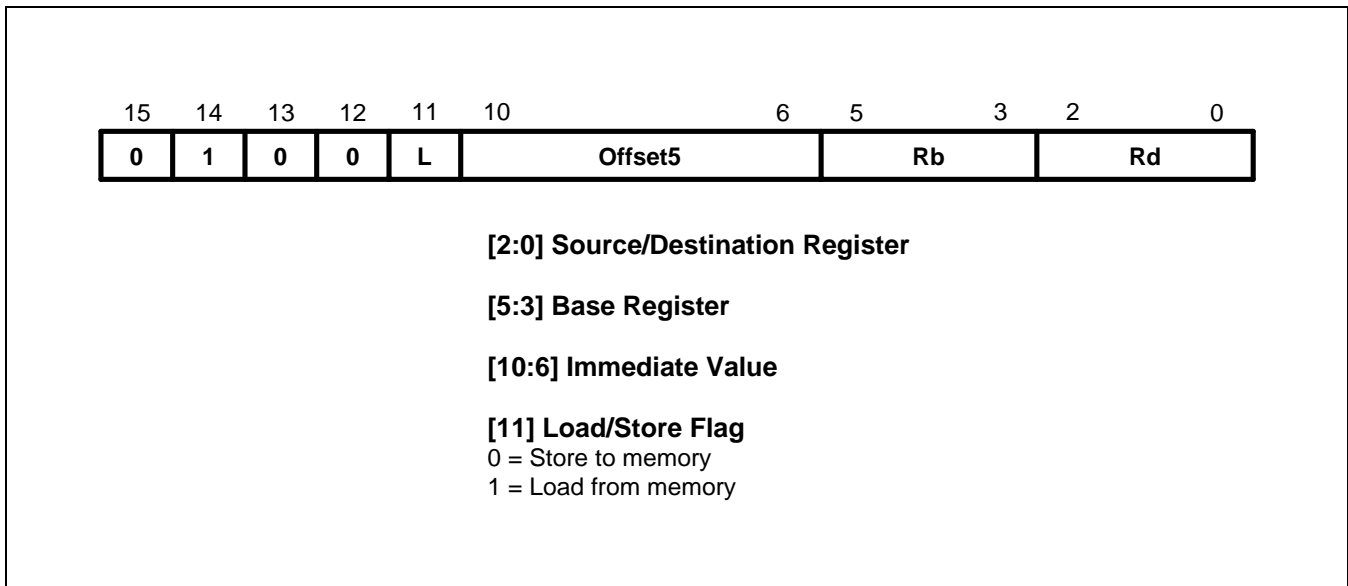 15 14 13 12 11 10 6 5 3 2 0
0 1 0 0 L Offset5 Rb Rd
[2:0] Source/Destination Register
[5:3] Base Register
[10:6] Immediate Value
[11] Load/Store Flag
0 = Store to memory
1 = Load from memory